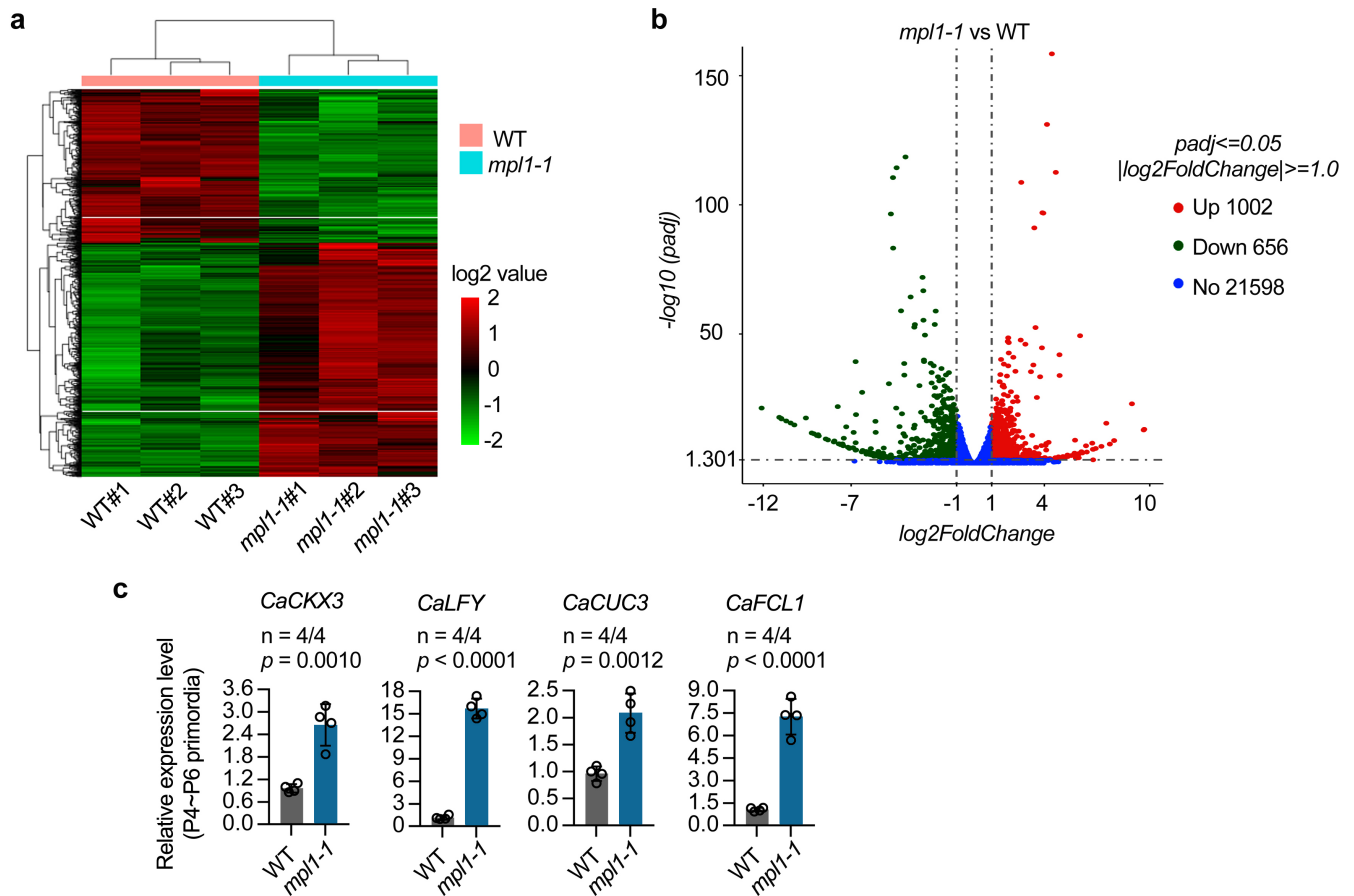 a
WT
mpl1-1
log2 value
2
1
0
-1
-2
WT#1
WT#2
WT#3
mpl1-1#1
mpl1-1#2
mpl1-1#3
b
mpl1-1 vs WT
-log10 (padj)
150
100
50
1.301
-12
-7
-1
1
4
10
log2FoldChange
padj<=0.05
|log2FoldChange|>=1.0
Up 1002
Down 656
No 21598
c
Relative expression level
(P4~P6 primordia)
CaCKX3
n = 4/4
p = 0.0010
3.6
3.0
2.4
1.8
1.2
0.6
0.0
WT
mpl1-1
CaLFY
n = 4/4
p < 0.0001
18
15
12
9
6
3
0
WT
mpl1-1
CaCUC3
n = 4/4
p = 0.0012
2.5
2.0
1.5
1.0
0.5
0.0
WT
mpl1-1
CaFCL1
n = 4/4
p < 0.0001
9.0
7.5
6.0
4.5
3.0
1.5
0.0
WT
mpl1-1